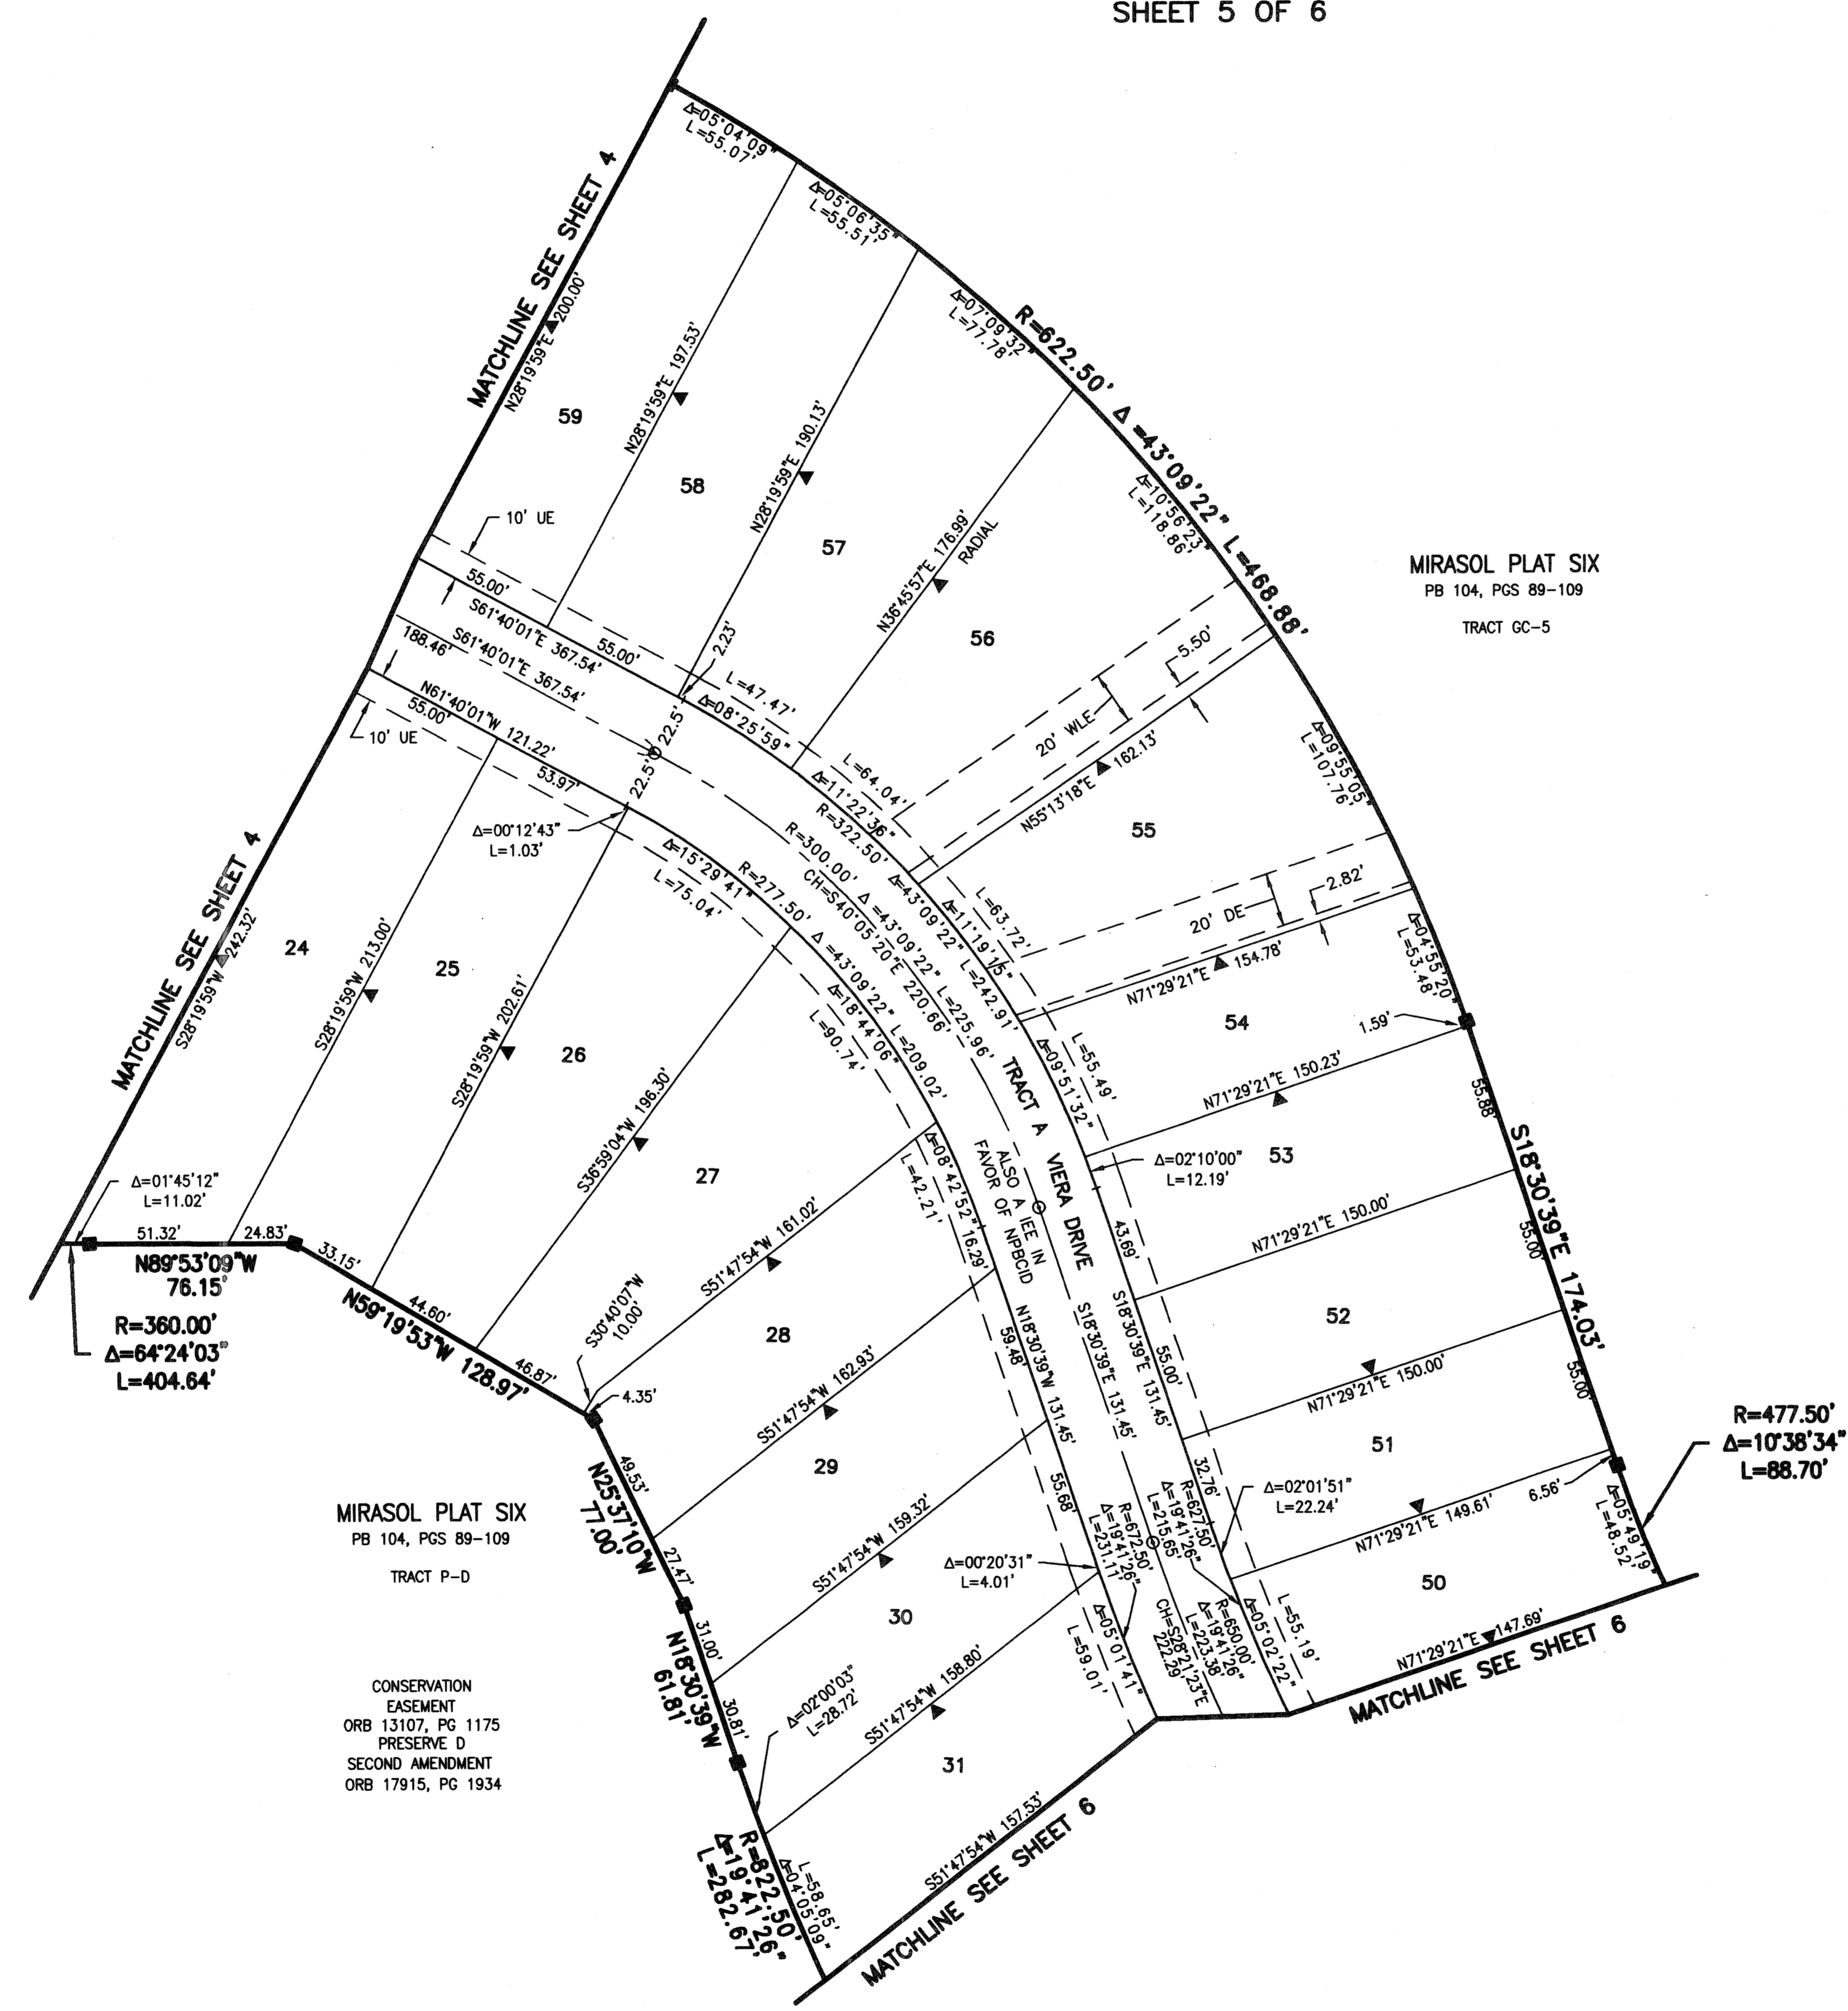 SHEET 5 OF 6
MATCHLINE SEE SHEET 4
N28°19'59"E 200.00'
Δ=05°04'09"
L=55.07'
Δ=05°06'35"
L=55.51'
Δ=07°09'32"
L=77.78'
R=622.50' Δ=43°09'22" L=468.88'
Δ=10°56'23"
L=118.86'
Δ=09°55'05"
L=107.76'
Δ=04°55'20"
L=53.48'
MIRASOL PLAT SIX
PB 104, PGS 89-109
TRACT GC-5
59
N28°19'59"E 197.53'
58
N28°19'59"E 190.13'
57
N36°45'57"E 176.99'
RADIAL
56
10' UE
55.00'
S61°40'01"E 367.54'
55.00'
2.23'
188.46'
S61°40'01"E 367.54'
N61°40'01"W 121.22'
55.00'
53.97'
10' UE
22.5'
22.5'
L=47.47'
Δ=08°25'59"
L=64.04'
Δ=11°22'36"
R=322.50' Δ=43°09'22" L=242.91'
20' WLE
5.50'
N55°13'18"E 162.13'
55
L=63.72'
Δ=11°19'15"
20' DE
2.82'
N71°29'21"E 154.78'
54
L=55.49'
Δ=09°51'32"
1.59'
N71°29'21"E 150.23'
53
Δ=02°10'00"
L=12.19'
55.88'
S18°30'39"E 174.03'
55.00'
55.00'
N71°29'21"E 150.00'
52
N71°29'21"E 150.00'
51
6.56'
N71°29'21"E 149.61'
50
Δ=05°49'19"
L=48.52'
R=477.50'
Δ=10°38'34"
L=88.70'
N71°29'21"E 147.69'
MATCHLINE SEE SHEET 6
R=300.00' Δ=43°09'22" L=225.96'
CH=S40°05'20"E 220.66'
TRACT A VIERA DRIVE
ALSO A IEE IN
FAVOR OF NPBCID
43.69'
S18°30'39"E 131.45'
55.00'
32.76'
S18°30'39"E 131.45'
N18°30'39"W 131.45'
16.29'
59.48'
55.68'
Δ=02°01'51"
L=22.24'
R=627.50'
Δ=19°41'26"
L=215.65'
R=672.50'
Δ=19°41'26"
L=231.11'
R=650.00'
Δ=19°41'26"
L=223.38'
CH=S28°21'23"E
222.29'
Δ=05°02'22"
L=55.19'
Δ=05°01'41"
L=59.01'
Δ=00°20'31"
L=4.01'
Δ=00°12'43"
L=1.03'
R=277.50' Δ=43°09'22" L=209.02'
Δ=15°29'41"
L=75.04'
Δ=18°44'06"
L=90.74'
Δ=08°42'52"
L=42.21'
MATCHLINE SEE SHEET 4
S28°19'59"W 242.32'
24
S28°19'59"W 213.00'
25
S28°19'59"W 202.61'
26
S36°59'04"W 196.30'
27
S51°47'54"W 161.02'
28
S51°47'54"W 162.93'
29
S51°47'54"W 159.32'
30
S51°47'54"W 158.80'
31
S51°47'54"W 157.53'
MATCHLINE SEE SHEET 6
Δ=01°45'12"
L=11.02'
51.32'
24.83'
N89°53'09"W
76.15'
R=360.00'
Δ=64°24'03"
L=404.64'
33.15'
44.60'
46.87'
N59°19'53"W 128.97'
S30°40'07"W
10.00'
4.35'
49.53'
27.47'
N25°37'10"W
77.00'
31.00'
30.81'
N18°30'39"W
61.81'
Δ=02°00'03"
L=28.72'
L=58.65'
Δ=04°05'09"
R=822.50'
Δ=19°41'26"
L=282.67'
MIRASOL PLAT SIX
PB 104, PGS 89-109
TRACT P-D
CONSERVATION
EASEMENT
ORB 13107, PG 1175
PRESERVE D
SECOND AMENDMENT
ORB 17915, PG 1934